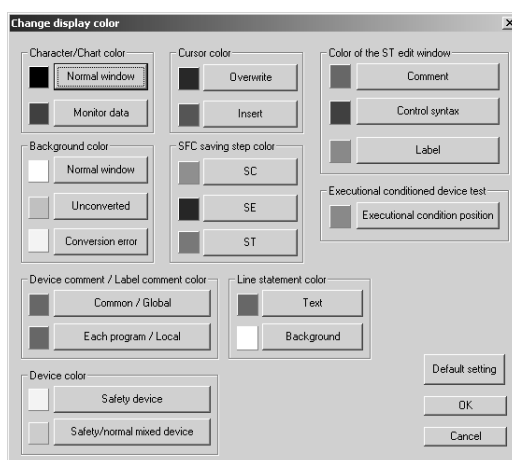 Change display color
Character/Chart color
Normal window
Monitor data
Cursor color
Overwrite
Insert
Color of the ST edit window
Comment
Control syntax
Label
Background color
Normal window
Unconverted
Conversion error
SFC saving step color
SC
SE
ST
Executional conditioned device test
Executional condition position
Device comment / Label comment color
Common / Global
Each program / Local
Line statement color
Text
Background
Device color
Safety device
Safety/normal mixed device
Default setting
OK
Cancel